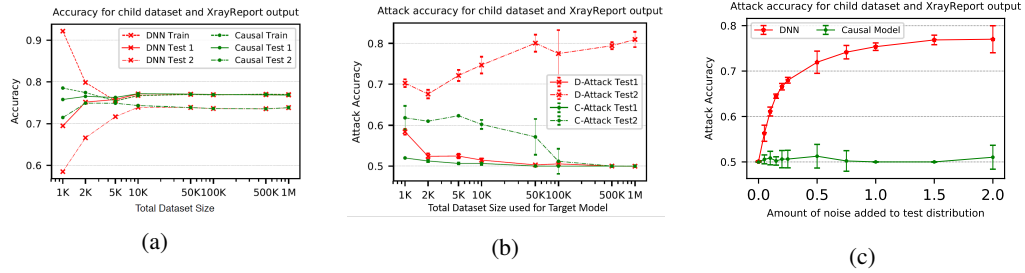 Accuracy for child dataset and XrayReport output
Accuracy
0.9
0.8
0.7
0.6
DNN Train
DNN Test 1
DNN Test 2
Causal Train
Causal Test 1
Causal Test 2
1K 2K 5K 10K 50K 100K 500K 1M
Total Dataset Size
(a)
Attack accuracy for child dataset and XrayReport output
Attack Accuracy
0.8
0.7
0.6
0.5
D-Attack Test1
D-Attack Test2
C-Attack Test1
C-Attack Test2
1K 2K 5K 10K 50K 100K 500K 1M
Total Dataset Size used for Target Model
(b)
Attack accuracy for child dataset and XrayReport output
DNN
Causal Model
Attack Accuracy
0.8
0.7
0.6
0.5
0.0 0.5 1.0 1.5 2.0
Amount of noise added to test distribution
(c)